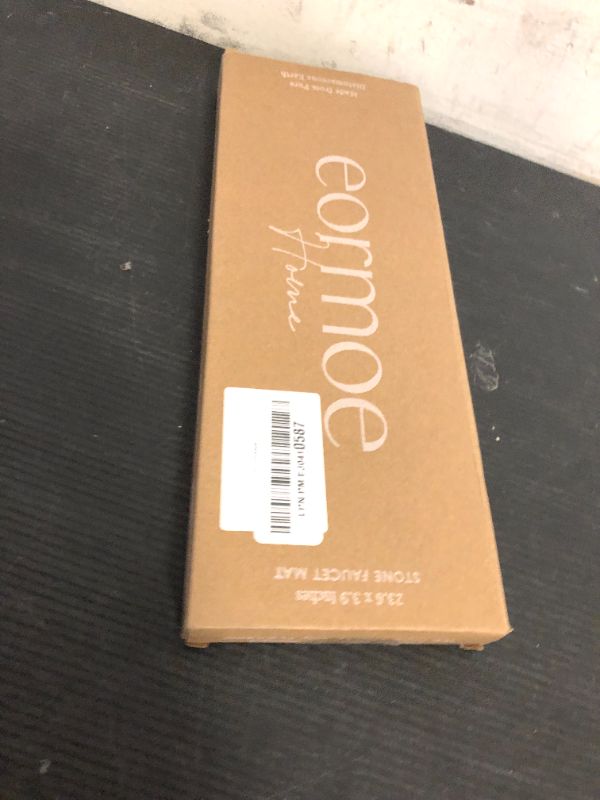 Made from Pure
Diatomaceous Earth
eormoe
Home
STONE FAUCET MAT
23.6 x 3.9 Inches